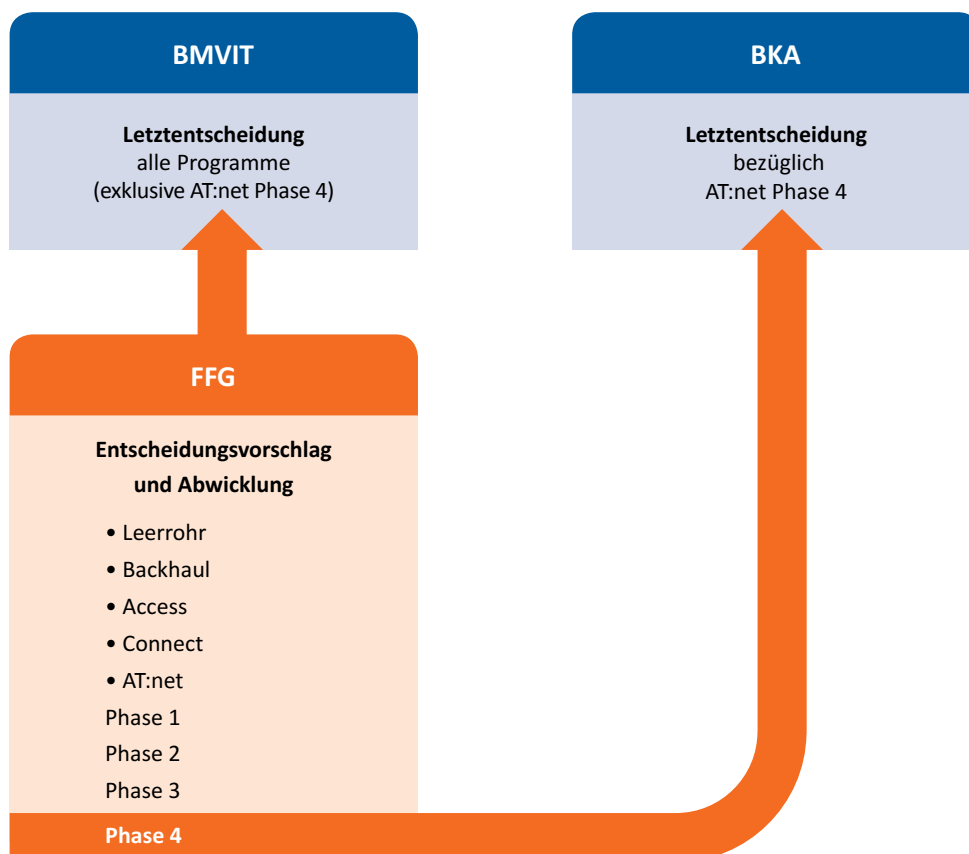 BMVIT
Letztentscheidung
alle Programme
(exklusive AT:net Phase 4)
BKA
Letztentscheidung
bezüglich
AT:net Phase 4
FFG
Entscheidungsvorschlag
und Abwicklung
• Leerrohr
• Backhaul
• Access
• Connect
• AT:net
Phase 1
Phase 2
Phase 3
Phase 4